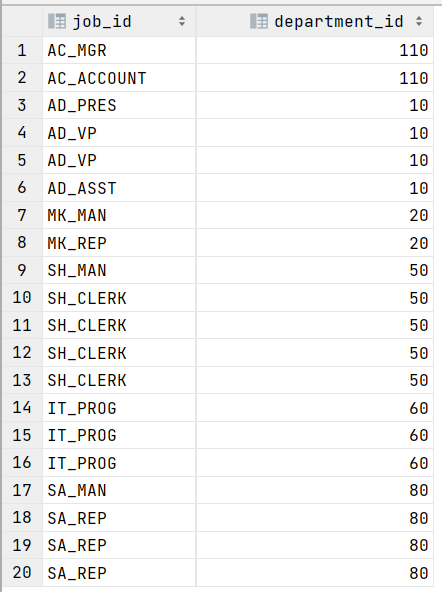 job_id department_id
1 AC_MGR 110
2 AC_ACCOUNT 110
3 AD_PRES 10
4 AD_VP 10
5 AD_VP 10
6 AD_ASST 10
7 MK_MAN 20
8 MK_REP 20
9 SH_MAN 50
10 SH_CLERK 50
11 SH_CLERK 50
12 SH_CLERK 50
13 SH_CLERK 50
14 IT_PROG 60
15 IT_PROG 60
16 IT_PROG 60
17 SA_MAN 80
18 SA_REP 80
19 SA_REP 80
20 SA_REP 80